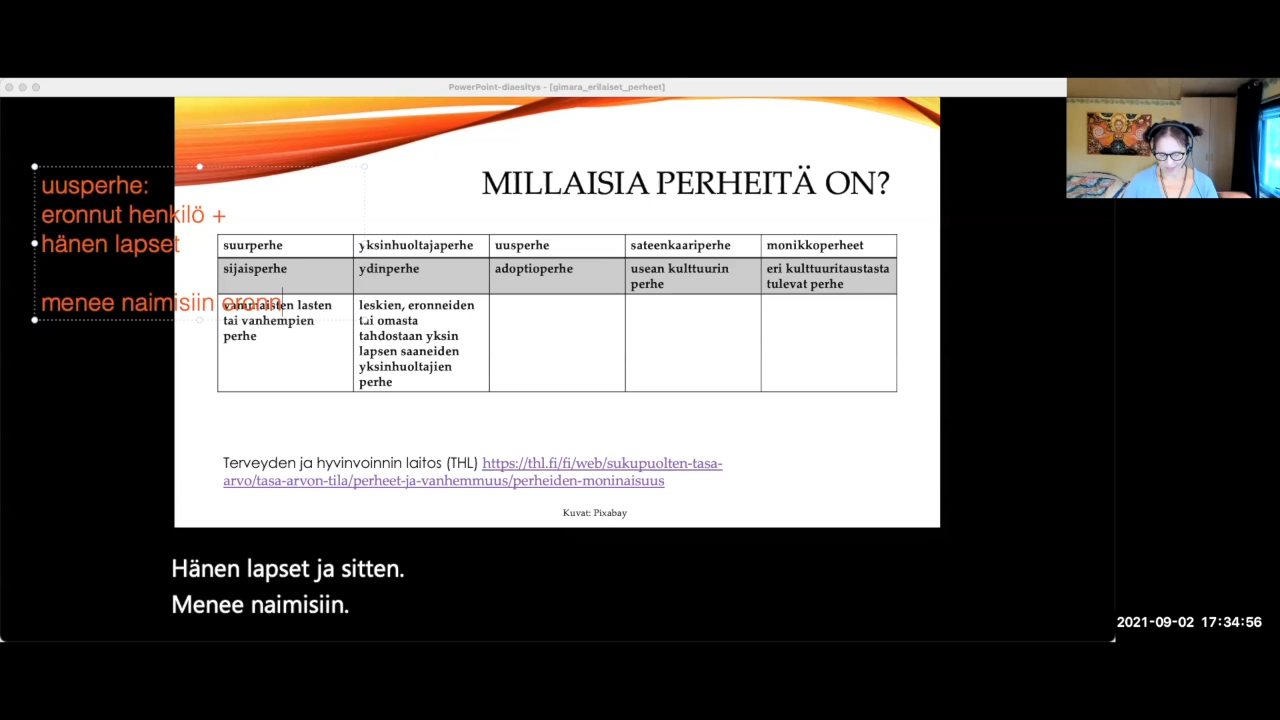 PowerPoint-diaesitys - [gimara_erilaiset_perheet]
uusperhe:
eronnut henkilö +
hänen lapset
menee naimisiin eronn
MILLAISIA PERHEITÄ ON?
suurperhe
yksinhuoltajaperhe
uusperhe
sateenkaariperhe
monikkoperheet
sijaisperhe
ydinperhe
adoptioperhe
usean kulttuurin
perhe
eri kulttuuritaustasta
tulevat perhe
vammaisten lasten
tai vanhempien
perhe
leskien, eronneiden
tai omasta
tahdostaan yksin
lapsen saaneiden
yksinhuoltajien
perhe
Terveyden ja hyvinvoinnin laitos (THL) https://thl.fi/fi/web/sukupuolten-tasa-
arvo/tasa-arvon-tila/perheet-ja-vanhemmuus/perheiden-moninaisuus
Kuvat: Pixabay
Hänen lapset ja sitten.
Menee naimisiin.
2021-09-02 17:34:56